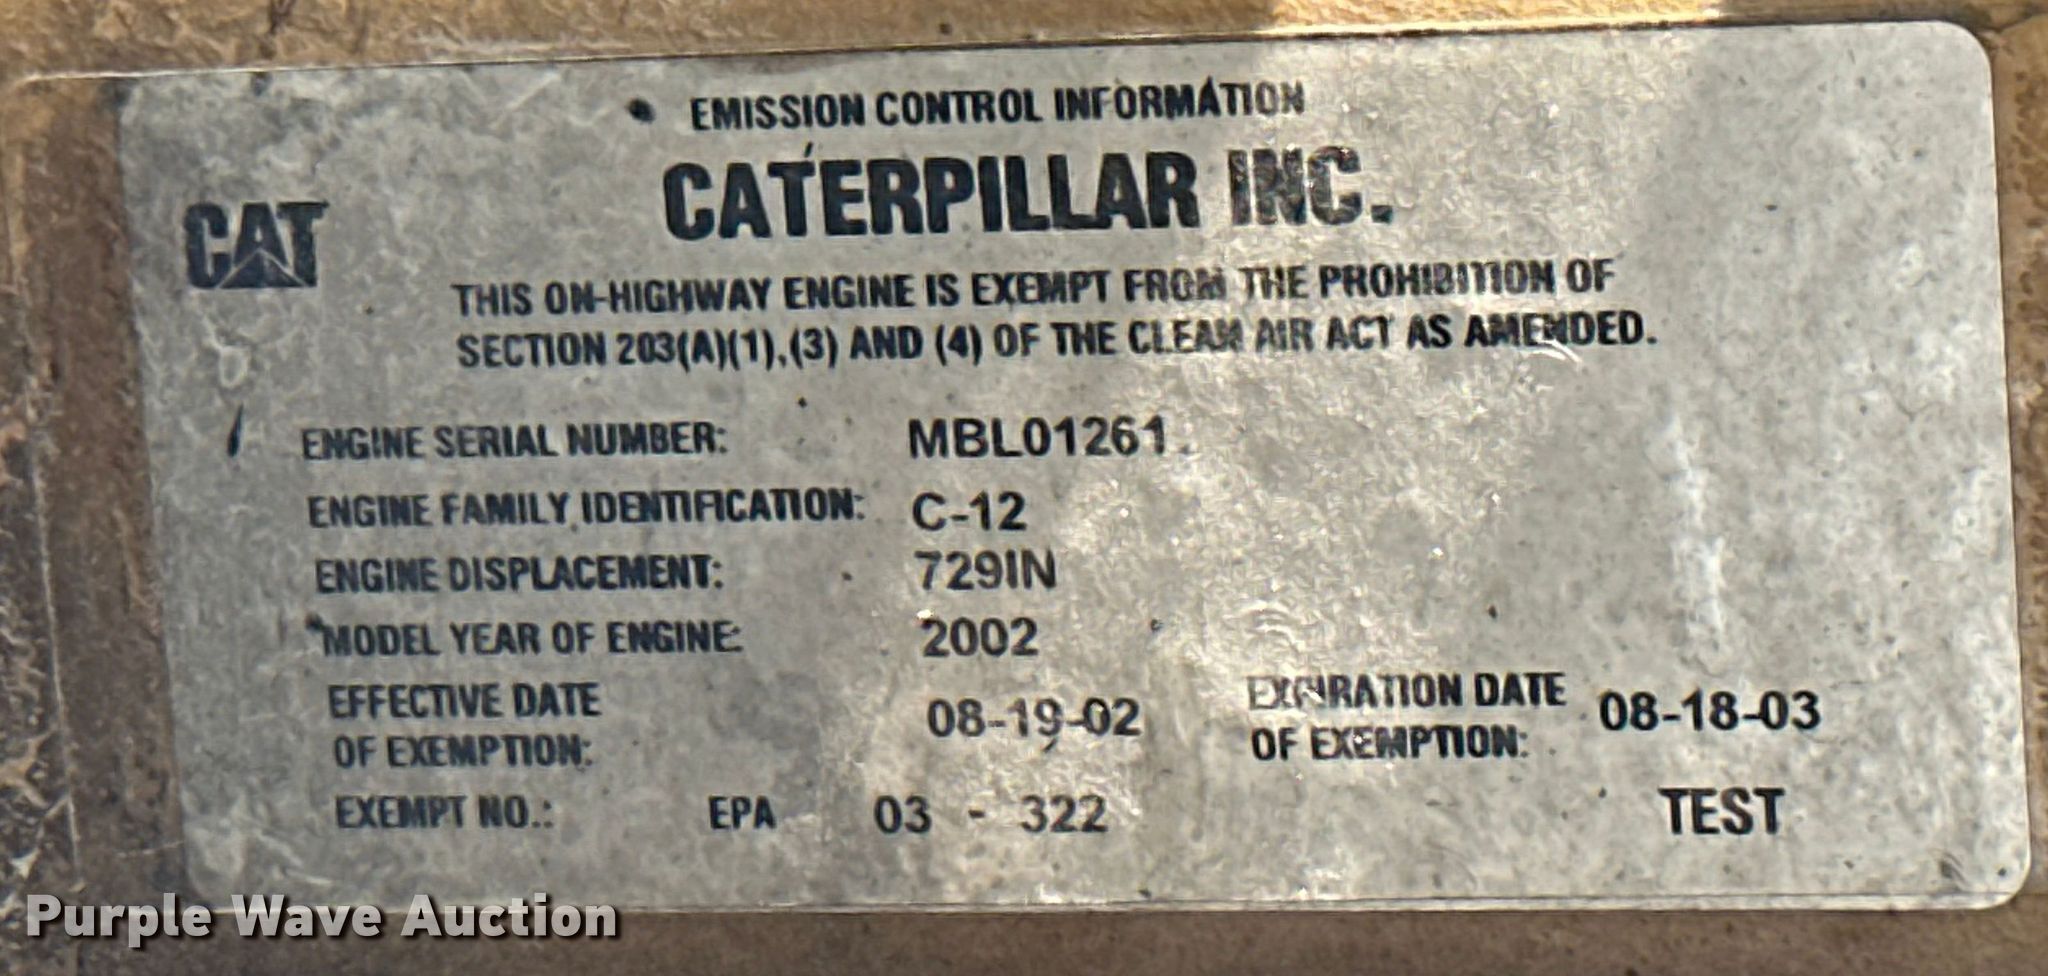 EMISSION CONTROL INFORMATION
CATERPILLAR INC.
CAT
THIS ON-HIGHWAY ENGINE IS EXEMPT FROM THE PROHIBITION OF
SECTION 203(A)(1),(3) AND (4) OF THE CLEAN AIR ACT AS AMENDED.
ENGINE SERIAL NUMBER: MBL01261
ENGINE FAMILY IDENTIFICATION: C-12
ENGINE DISPLACEMENT: 729IN
MODEL YEAR OF ENGINE: 2002
EFFECTIVE DATE
OF EXEMPTION: 08-19-02
EXPIRATION DATE
OF EXEMPTION: 08-18-03
EXEMPT NO.: EPA 03 - 322
TEST
Purple Wave Auction